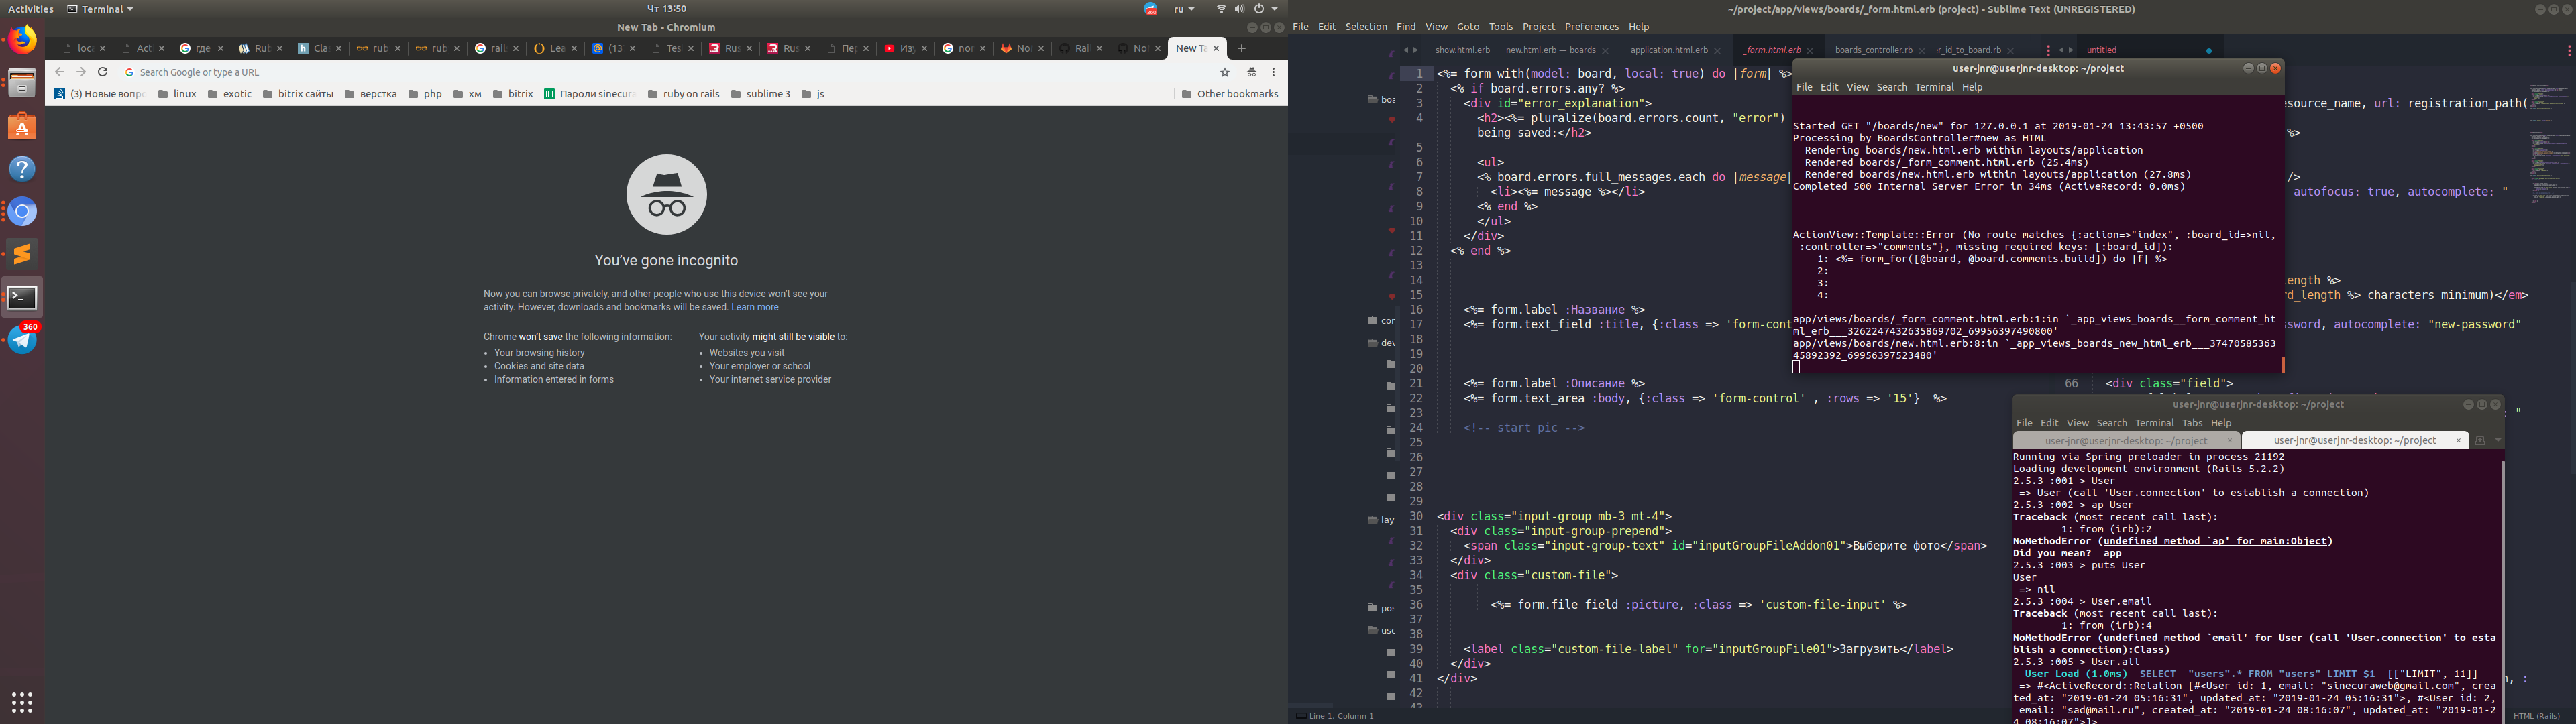 Activities
Terminal
Чт 13:50
ru
New Tab - Chromium
New Ta
Search Google or type a URL
(3) Новые вопр
linux
exotic
bitrix сайты
верстка
php
хм
bitrix
Пароли sinecura
ruby on rails
sublime 3
js
Other bookmarks
You've gone incognito
Now you can browse privately, and other people who use this device won't see your
activity. However, downloads and bookmarks will be saved. Learn more
Chrome won't save the following information:
Your browsing history
Cookies and site data
Information entered in forms
Your activity might still be visible to:
Websites you visit
Your employer or school
Your internet service provider
360
~/project/app/views/boards/_form.html.erb (project) - Sublime Text (UNREGISTERED)
File Edit Selection Find View Goto Tools Project Preferences Help
show.html.erb
new.html.erb — boards
application.html.erb
_form.html.erb
boards_controller.rb
r_id_to_board.rb
untitled
1 <%= form_with(model: board, local: true) do |form| %>
2 <% if board.errors.any? %>
3 <div id="error_explanation">
4 <h2><%= pluralize(board.errors.count, "error")
being saved:</h2>
5
6 <ul>
7 <% board.errors.full_messages.each do |message|
8 <li><%= message %></li>
9 <% end %>
10 </ul>
11 </div>
12 <% end %>
13
14
15
16 <%= form.label :Название %>
17 <%= form.text_field :title, {:class => 'form-cont
18
19
20
21 <%= form.label :Описание %>
22 <%= form.text_area :body, {:class => 'form-control' , :rows => '15'} %>
23
24 <!-- start pic -->
25
26
27
28
29
30 <div class="input-group mb-3 mt-4">
31 <div class="input-group-prepend">
32 <span class="input-group-text" id="inputGroupFileAddon01">Выберите фото</span>
33 </div>
34 <div class="custom-file">
35
36 <%= form.file_field :picture, :class => 'custom-file-input' %>
37
38
39 <label class="custom-file-label" for="inputGroupFile01">Загрузить</label>
40 </div>
41 </div>
42
43
Line 1, Column 1
HTML (Rails)
user-jnr@userjnr-desktop: ~/project
File Edit View Search Terminal Help
Started GET "/boards/new" for 127.0.0.1 at 2019-01-24 13:43:57 +0500
Processing by BoardsController#new as HTML
Rendering boards/new.html.erb within layouts/application
Rendered boards/_form_comment.html.erb (25.4ms)
Rendered boards/new.html.erb within layouts/application (27.8ms)
Completed 500 Internal Server Error in 34ms (ActiveRecord: 0.0ms)
ActionView::Template::Error (No route matches {:action=>"index", :board_id=>nil,
:controller=>"comments"}, missing required keys: [:board_id]):
1: <%= form_for([@board, @board.comments.build]) do |f| %>
2:
3:
4:
app/views/boards/_form_comment.html.erb:1:in `_app_views_boards__form_comment_ht
ml_erb___3262247432635869702_69956397490800'
app/views/boards/new.html.erb:8:in `_app_views_boards_new_html_erb___37470585363
45892392_69956397523480'
esource_name, url: registration_path(
%>
/>
autofocus: true, autocomplete: "
ength %>
rd_length %> characters minimum)</em>
ssword, autocomplete: "new-password"
66 <div class="field">
user-jnr@userjnr-desktop: ~/project
File Edit View Search Terminal Tabs Help
user-jnr@userjnr-desktop: ~/project
user-jnr@userjnr-desktop: ~/project
Running via Spring preloader in process 21192
Loading development environment (Rails 5.2.2)
2.5.3 :001 > User
=> User (call 'User.connection' to establish a connection)
2.5.3 :002 > ap User
Traceback (most recent call last):
1: from (irb):2
NoMethodError (undefined method `ap' for main:Object)
Did you mean? app
2.5.3 :003 > puts User
User
=> nil
2.5.3 :004 > User.email
Traceback (most recent call last):
1: from (irb):4
NoMethodError (undefined method `email' for User (call 'User.connection' to esta
blish a connection):Class)
2.5.3 :005 > User.all
User Load (1.0ms) SELECT "users".* FROM "users" LIMIT $1 [["LIMIT", 11]]
=> #<ActiveRecord::Relation [#<User id: 1, email: "sinecuraweb@gmail.com", crea
ted_at: "2019-01-24 05:16:31", updated_at: "2019-01-24 05:16:31">, #<User id: 2,
email: "sad@mail.ru", created_at: "2019-01-24 08:16:07", updated_at: "2019-01-2
4 08:16:07">]>